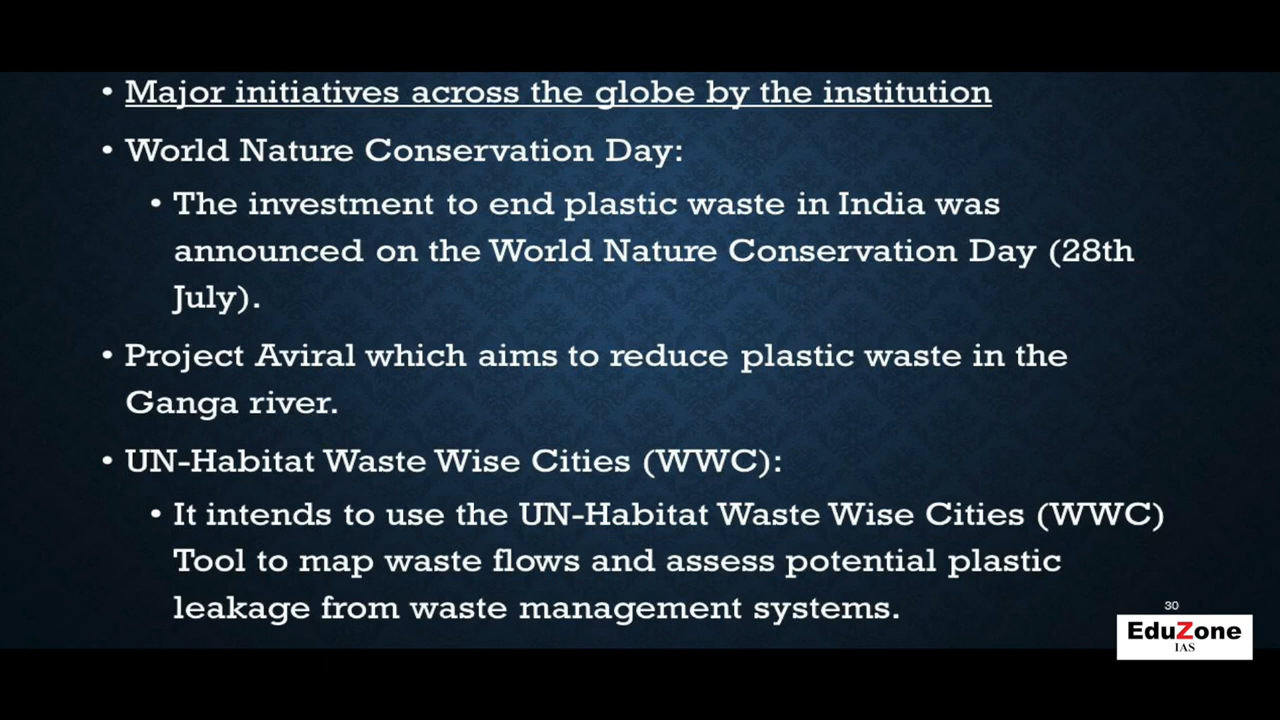 • Major initiatives across the globe by the institution
• World Nature Conservation Day:
• The investment to end plastic waste in India was
announced on the World Nature Conservation Day (28th
July).
• Project Aviral which aims to reduce plastic waste in the
Ganga river.
• UN-Habitat Waste Wise Cities (WWC):
• It intends to use the UN-Habitat Waste Wise Cities (WWC)
Tool to map waste flows and assess potential plastic
leakage from waste management systems.
30
EduZone
IAS